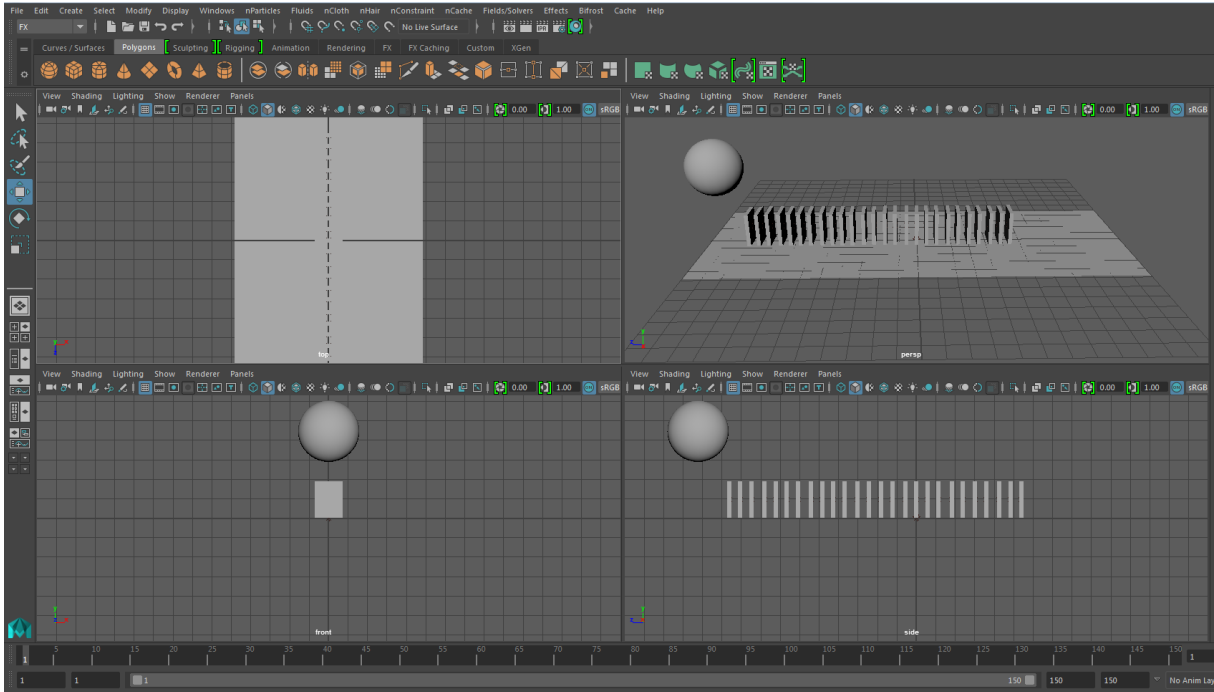 File Edit Create Select Modify Display Windows nParticles Fluids nCloth nHair nConstraint nCache Fields/Solvers Effects Bifrost Cache Help
FX No Live Surface IPR
Curves / Surfaces Polygons Sculpting Rigging Animation Rendering FX FX Caching Custom XGen
View Shading Lighting Show Renderer Panels
0.00 1.00 sRGB
top
View Shading Lighting Show Renderer Panels
0.00 1.00 sRGB
persp
View Shading Lighting Show Renderer Panels
0.00 1.00 sRGB
y
x
z
front
View Shading Lighting Show Renderer Panels
0.00 1.00 sRGB
y
z
side
1 5 10 15 20 25 30 35 40 45 50 55 60 65 70 75 80 85 90 95 100 105 110 115 120 125 130 135 140 145 150 1
1 1 1 150 150 150 No Anim Lay